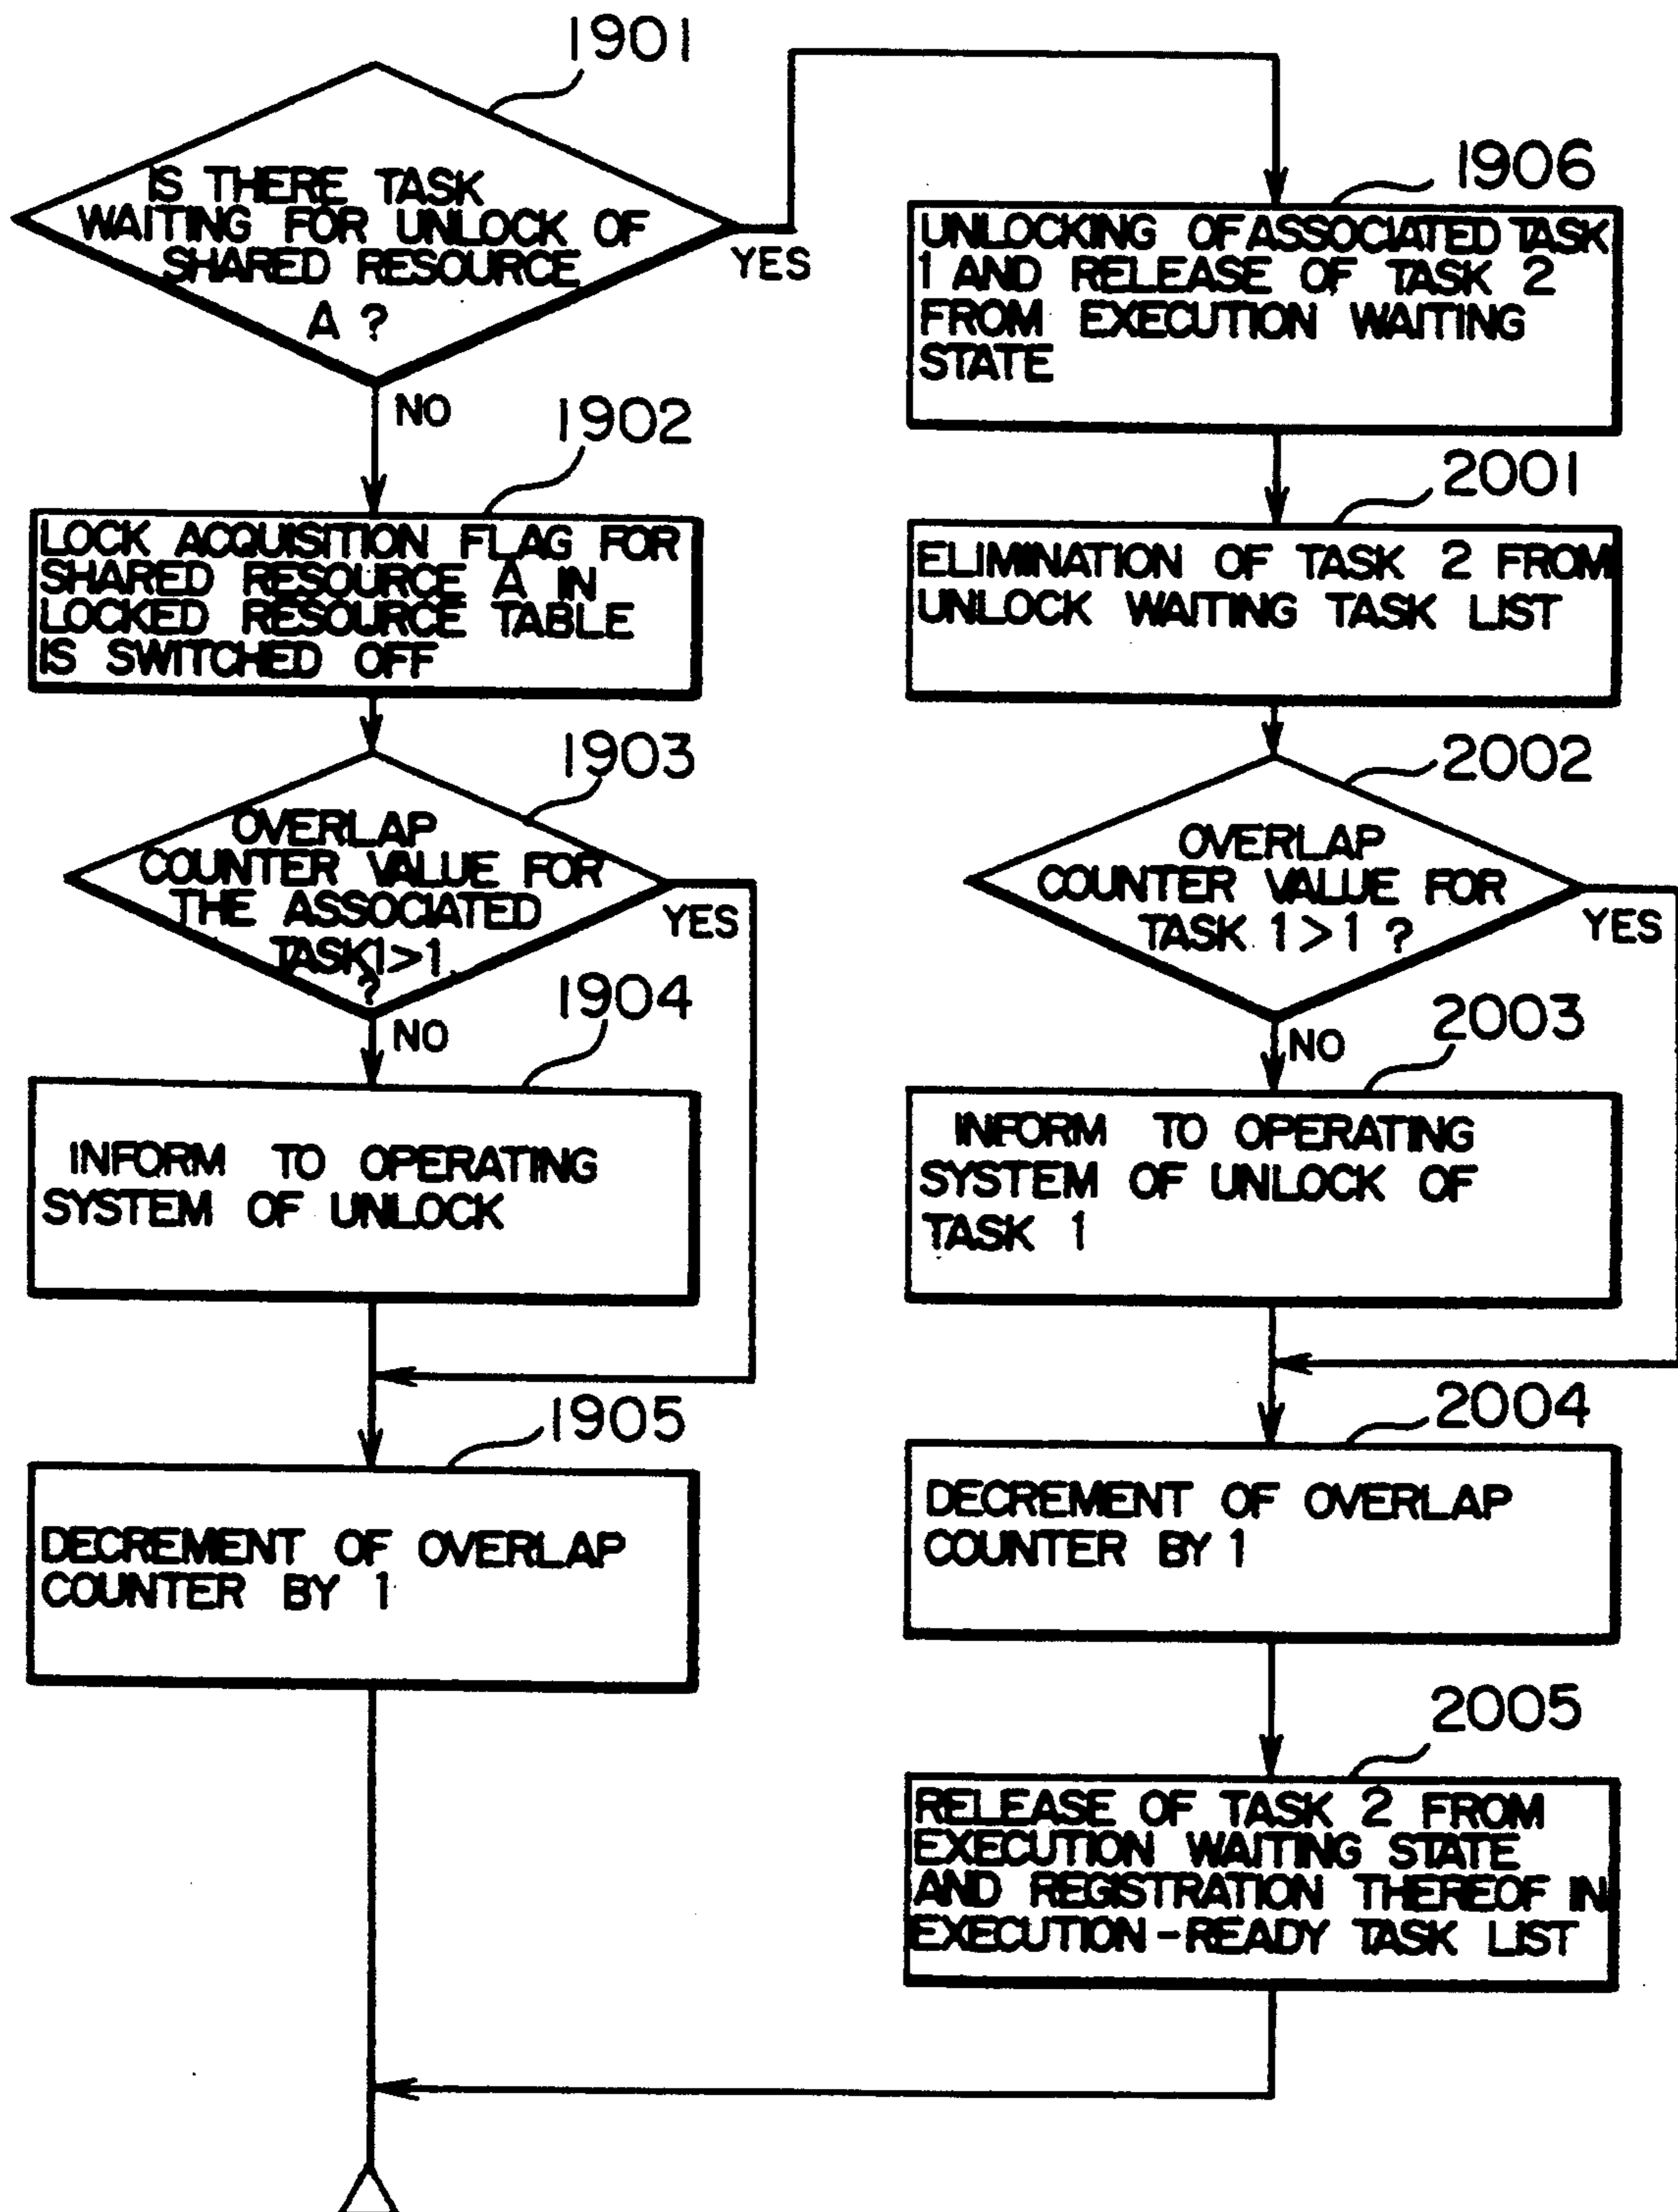 1901
IS THERE TASK
WAITING FOR UNLOCK OF
SHARED RESOURCE
A ?
YES
NO
1902
LOCK ACQUISITION FLAG FOR
SHARED RESOURCE A IN
LOCKED RESOURCE TABLE
IS SWITCHED OFF
1903
OVERLAP
COUNTER VALUE FOR
THE ASSOCIATED
TASK1>1
?
YES
NO
1904
INFORM TO OPERATING
SYSTEM OF UNLOCK
1905
DECREMENT OF OVERLAP
COUNTER BY 1
1906
UNLOCKING OF ASSOCIATED TASK
1 AND RELEASE OF TASK 2
FROM EXECUTION WAITING
STATE
2001
ELIMINATION OF TASK 2 FROM
UNLOCK WAITING TASK LIST
2002
OVERLAP
COUNTER VALUE FOR
TASK 1>1 ?
YES
NO
2003
INFORM TO OPERATING
SYSTEM OF UNLOCK OF
TASK 1
2004
DECREMENT OF OVERLAP
COUNTER BY 1
2005
RELEASE OF TASK 2 FROM
EXECUTION WAITING STATE
AND REGISTRATION THEREOF IN
EXECUTION-READY TASK LIST